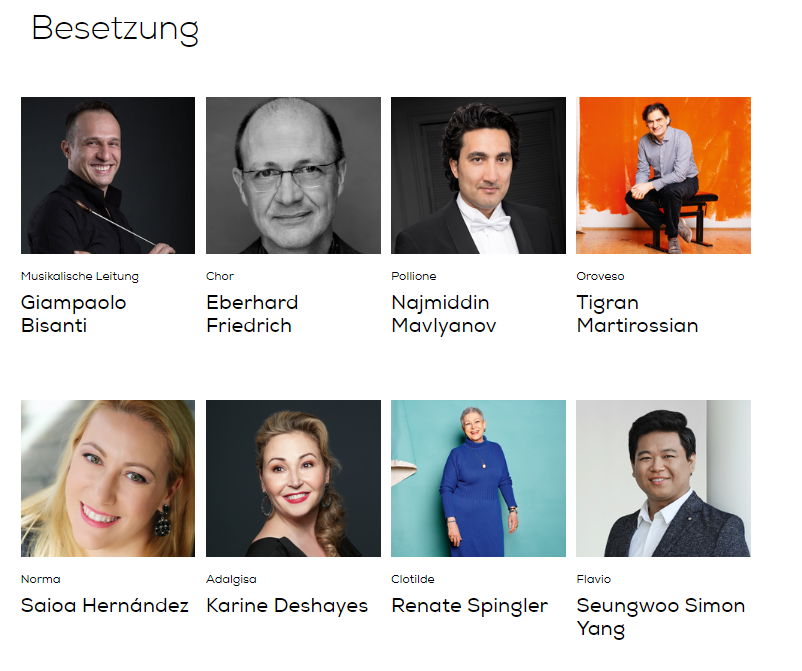 Besetzung
Musikalische Leitung
Giampaolo
Bisanti
Chor
Eberhard
Friedrich
Pollione
Najmiddin
Mavlyanov
Oroveso
Tigran
Martirossian
Norma
Saioa Hernández
Adalgisa
Karine Deshayes
Clotilde
Renate Spingler
Flavio
Seungwoo Simon
Yang